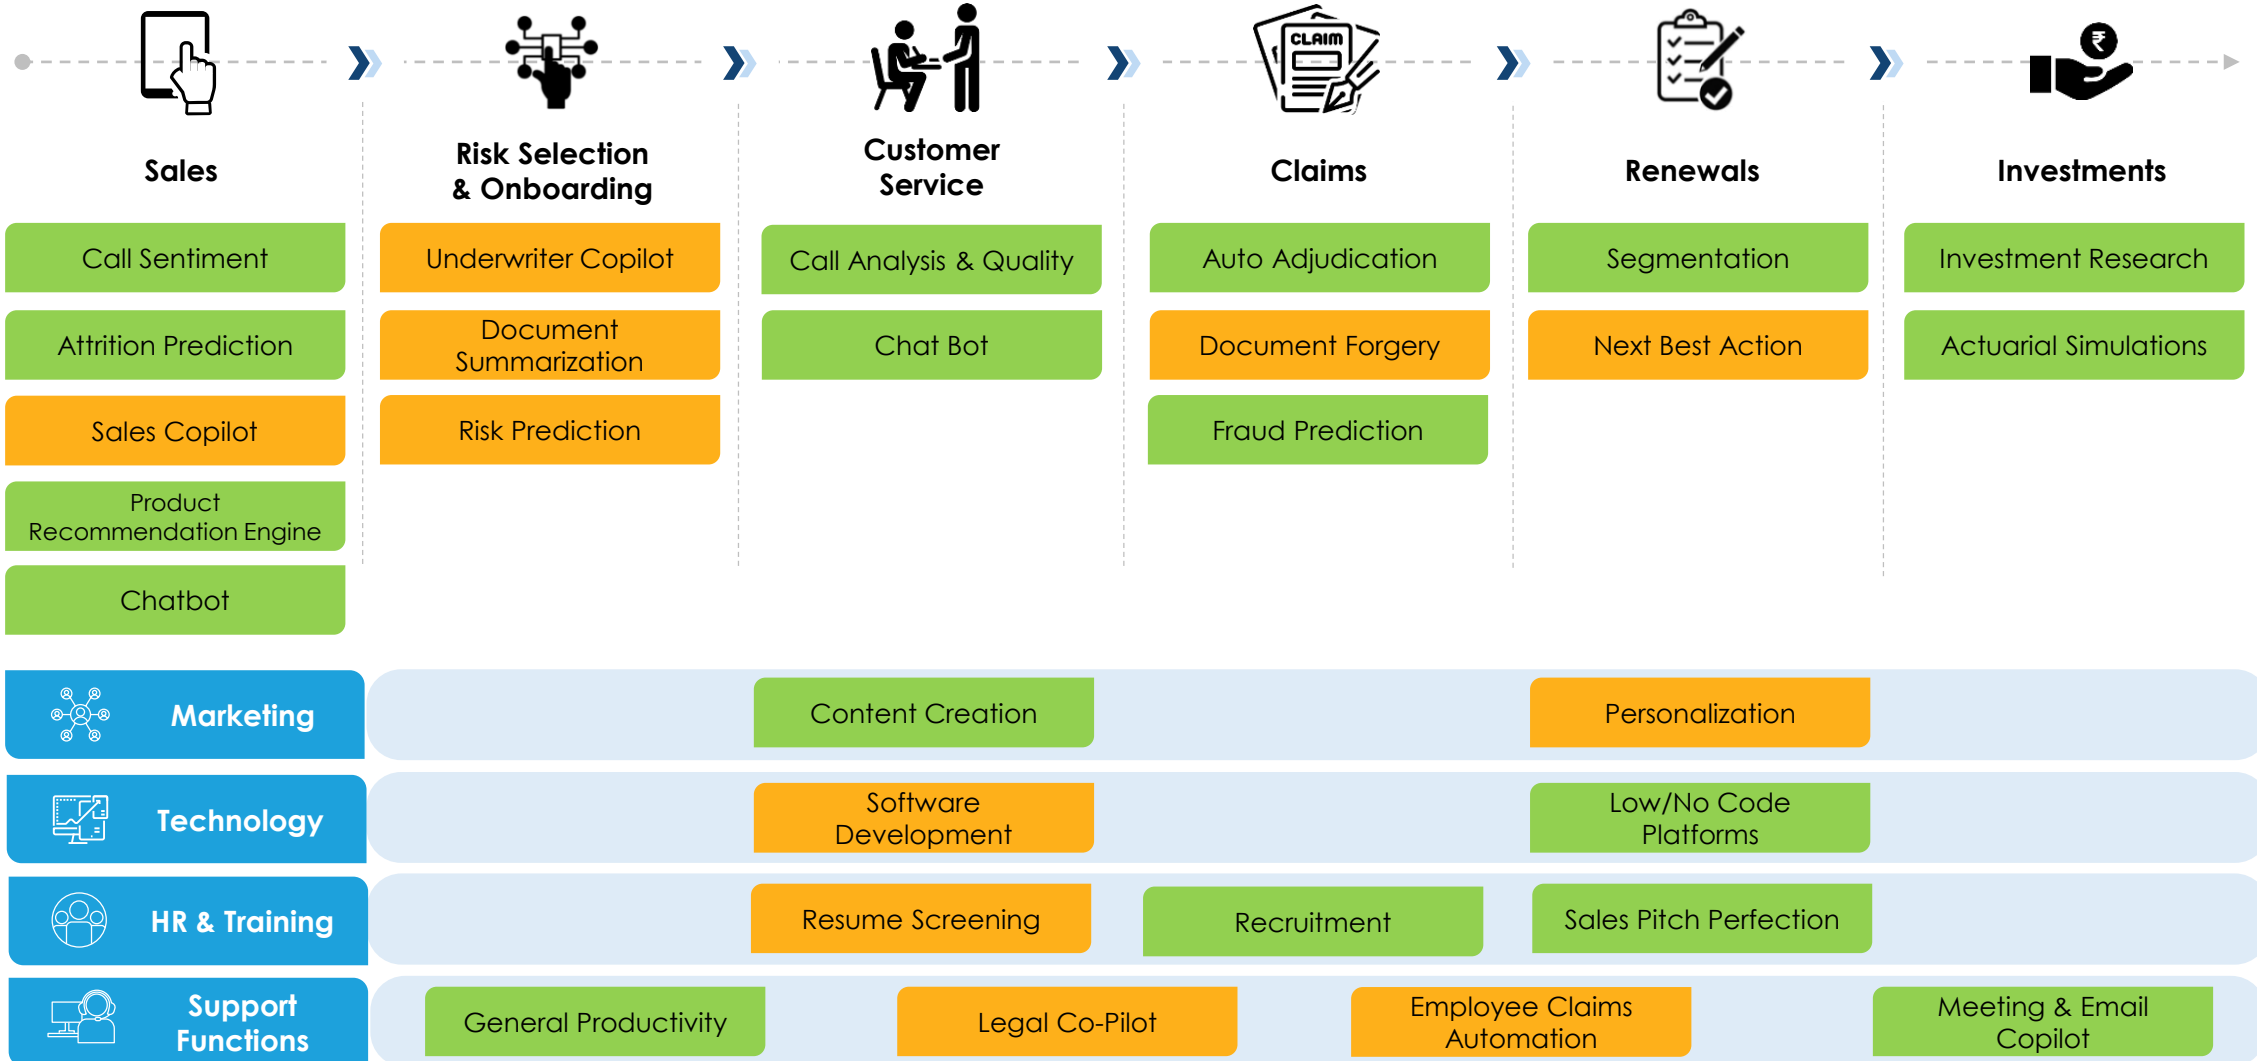 CLAIM
₹
Sales
Risk Selection
& Onboarding
Customer
Service
Claims
Renewals
Investments
Call Sentiment
Attrition Prediction
Sales Copilot
Product
Recommendation Engine
Chatbot
Underwriter Copilot
Document
Summarization
Risk Prediction
Call Analysis & Quality
Chat Bot
Auto Adjudication
Document Forgery
Fraud Prediction
Segmentation
Next Best Action
Investment Research
Actuarial Simulations
Marketing
Content Creation
Personalization
Technology
Software
Development
Low/No Code
Platforms
HR & Training
Resume Screening
Recruitment
Sales Pitch Perfection
Support
Functions
General Productivity
Legal Co-Pilot
Employee Claims
Automation
Meeting & Email
Copilot